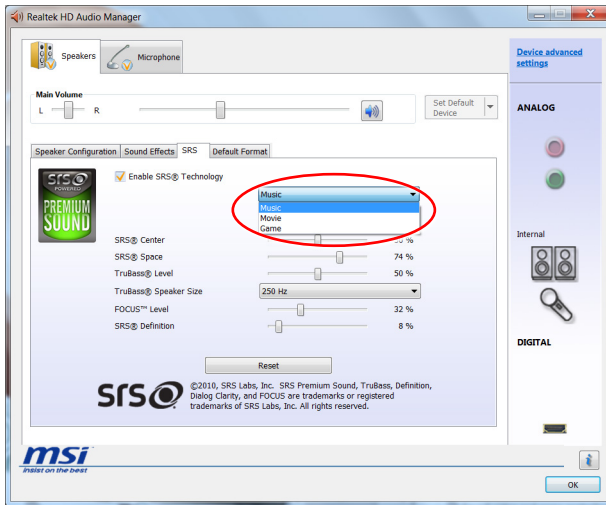 Realtek HD Audio Manager
Speakers
Microphone
Device advanced
settings
Main Volume
L R
Set Default
Device
ANALOG
Speaker Configuration Sound Effects SRS Default Format
SRS
POWERED
PREMIUM
SOUND
Enable SRS® Technology
Music
Music
Movie
Game
Internal
SRS® Center
SRS® Space 74 %
TruBass® Level 50 %
TruBass® Speaker Size 250 Hz
FOCUS™ Level 32 %
SRS® Definition 8 %
DIGITAL
Reset
SRS
©2010, SRS Labs, Inc. SRS Premium Sound, TruBass, Definition,
Dialog Clarity, and FOCUS are trademarks or registered
trademarks of SRS Labs, Inc. All rights reserved.
msi
insist on the best
OK